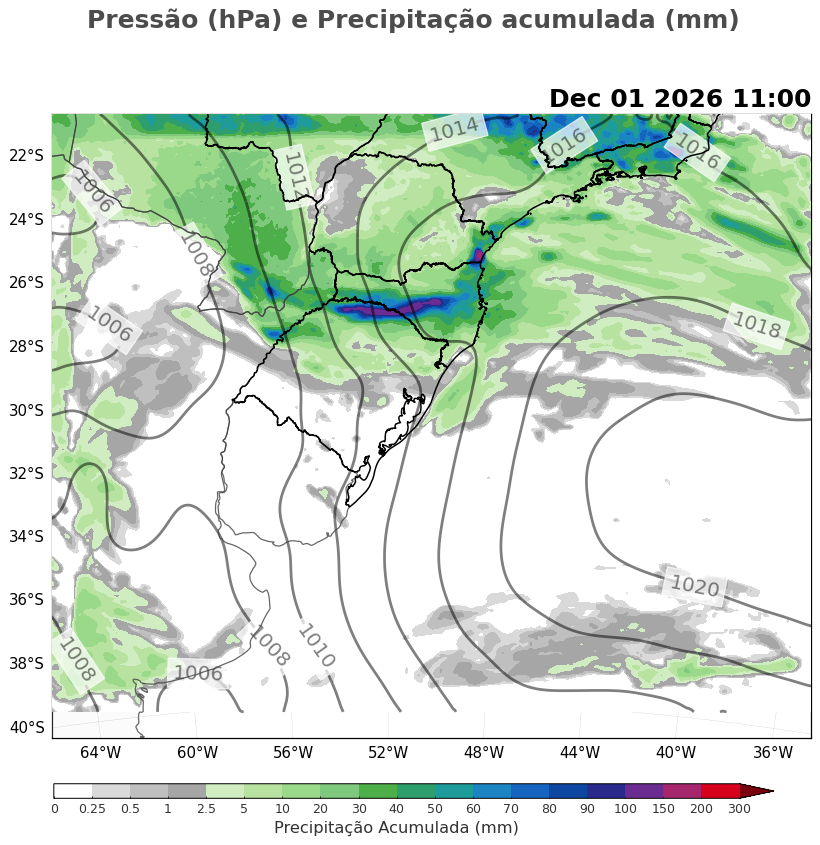 Pressão (hPa) e Precipitação acumulada (mm)
Dec 01 2026 11:00
1014
1016
1016
1012
1006
1008
1006
1018
1020
1008
1010
1008
1006
22°S
24°S
26°S
28°S
30°S
32°S
34°S
36°S
38°S
40°S
64°W 60°W 56°W 52°W 48°W 44°W 40°W 36°W
0 0.25 0.5 1 2.5 5 10 20 30 40 50 60 70 80 90 100 150 200 300
Precipitação Acumulada (mm)